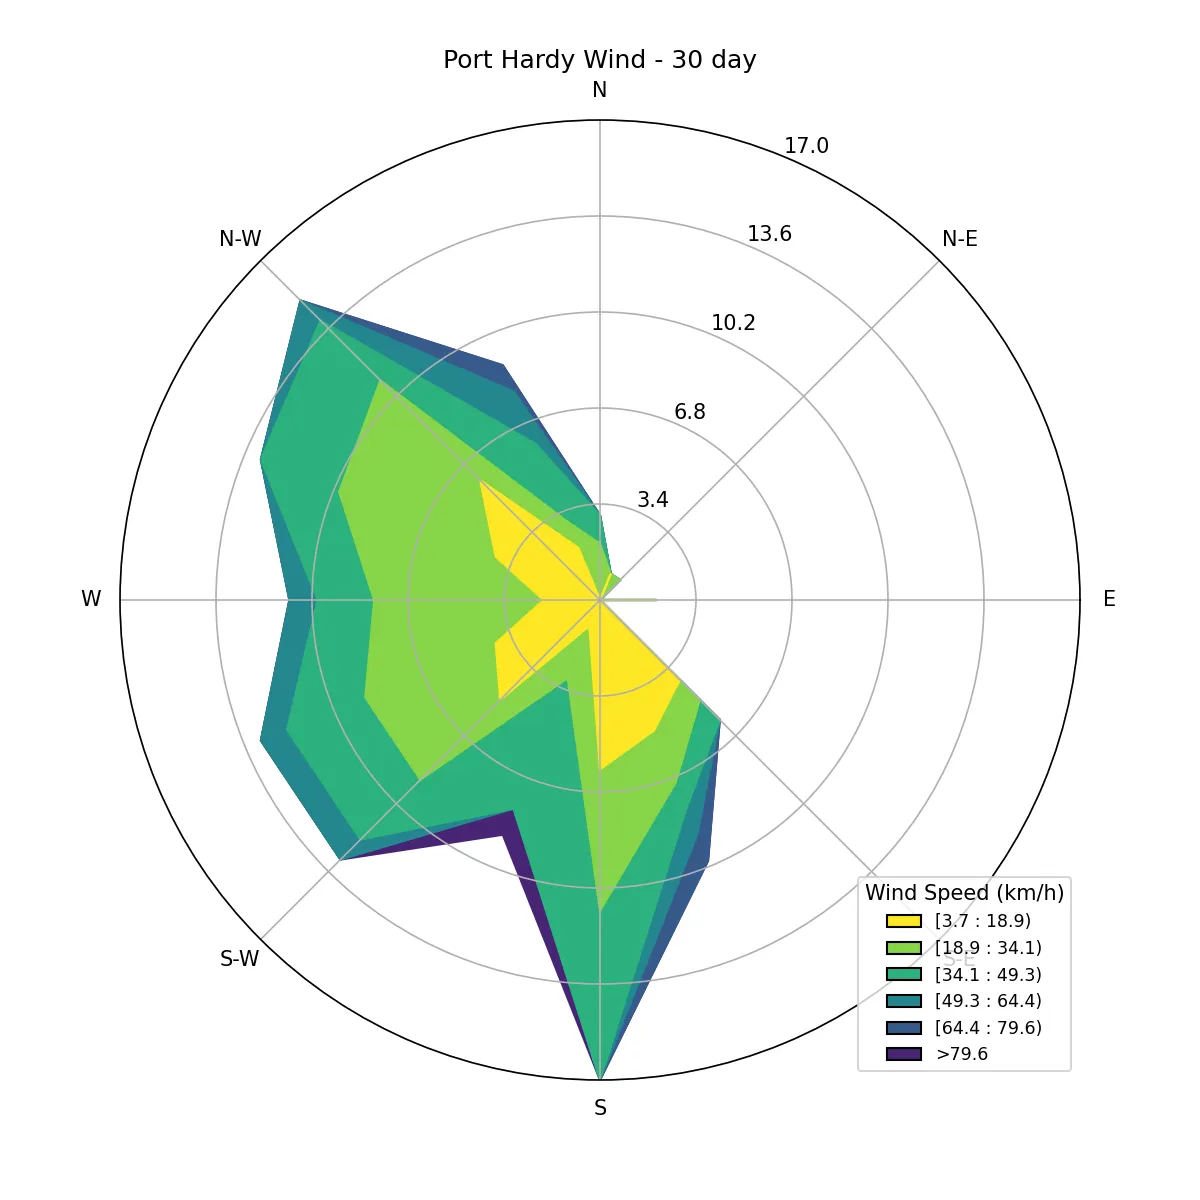 Port Hardy Wind - 30 day
N
17.0
13.6
N-W
N-E
10.2
6.8
3.4
W
E
Wind Speed (km/h)
[3.7 : 18.9)
[18.9 : 34.1)
S-W
S-E
[34.1 : 49.3)
[49.3 : 64.4)
[64.4 : 79.6)
>79.6
S